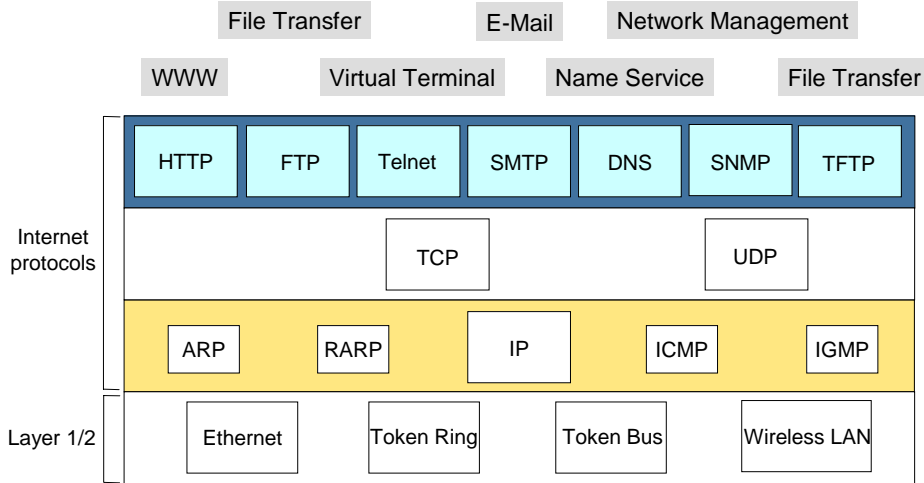 File Transfer
E-Mail
Network Management
WWW
Virtual Terminal
Name Service
File Transfer
HTTP
FTP
Telnet
SMTP
DNS
SNMP
TFTP
Internet
protocols
TCP
UDP
ARP
RARP
IP
ICMP
IGMP
Layer 1/2
Ethernet
Token Ring
Token Bus
Wireless LAN